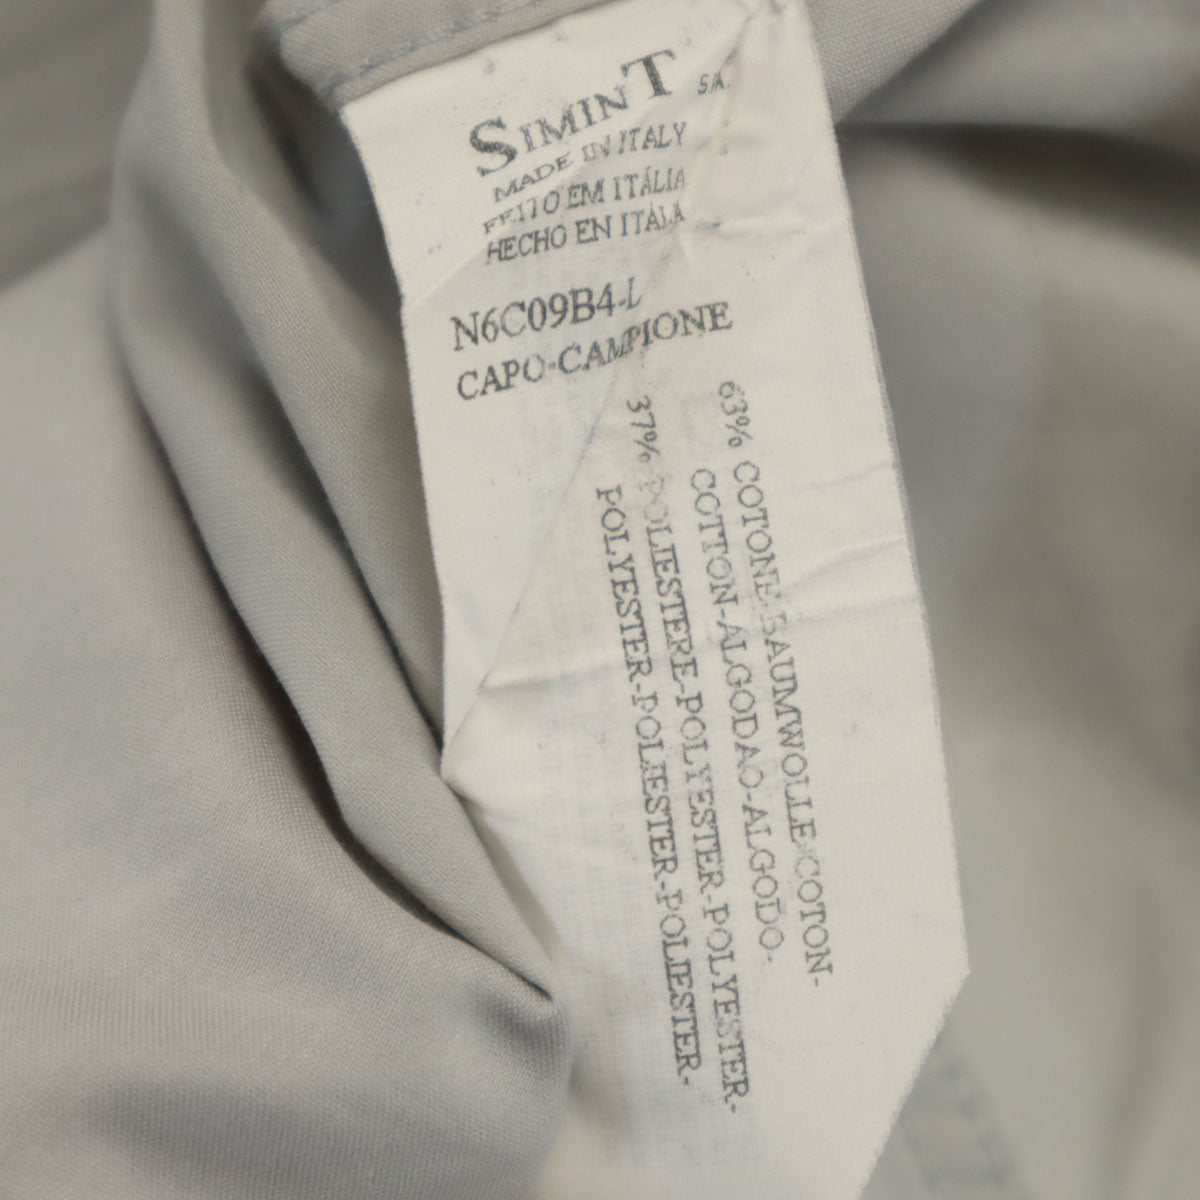 SIMINT S.A.
MADE IN ITALY
FEITO EM ITÁLIA
HECHO EN ITÁLA
N6C09B4-L
CAPO-CAMPIONE
63% COTONE-BAUMWOLLE-COTON-
COTTON-ALGODAO-ALGODO-
37% POLIESTERE-POLYESTER-POLYESTER-
POLYESTER-POLIESTER-POLIESTER-